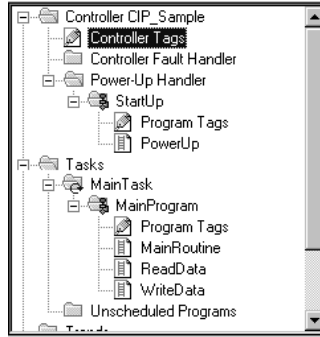 Controller CIP_Sample
Controller Tags
Controller Fault Handler
Power-Up Handler
StartUp
Program Tags
PowerUp
Tasks
MainTask
MainProgram
Program Tags
MainRoutine
ReadData
WriteData
Unscheduled Programs